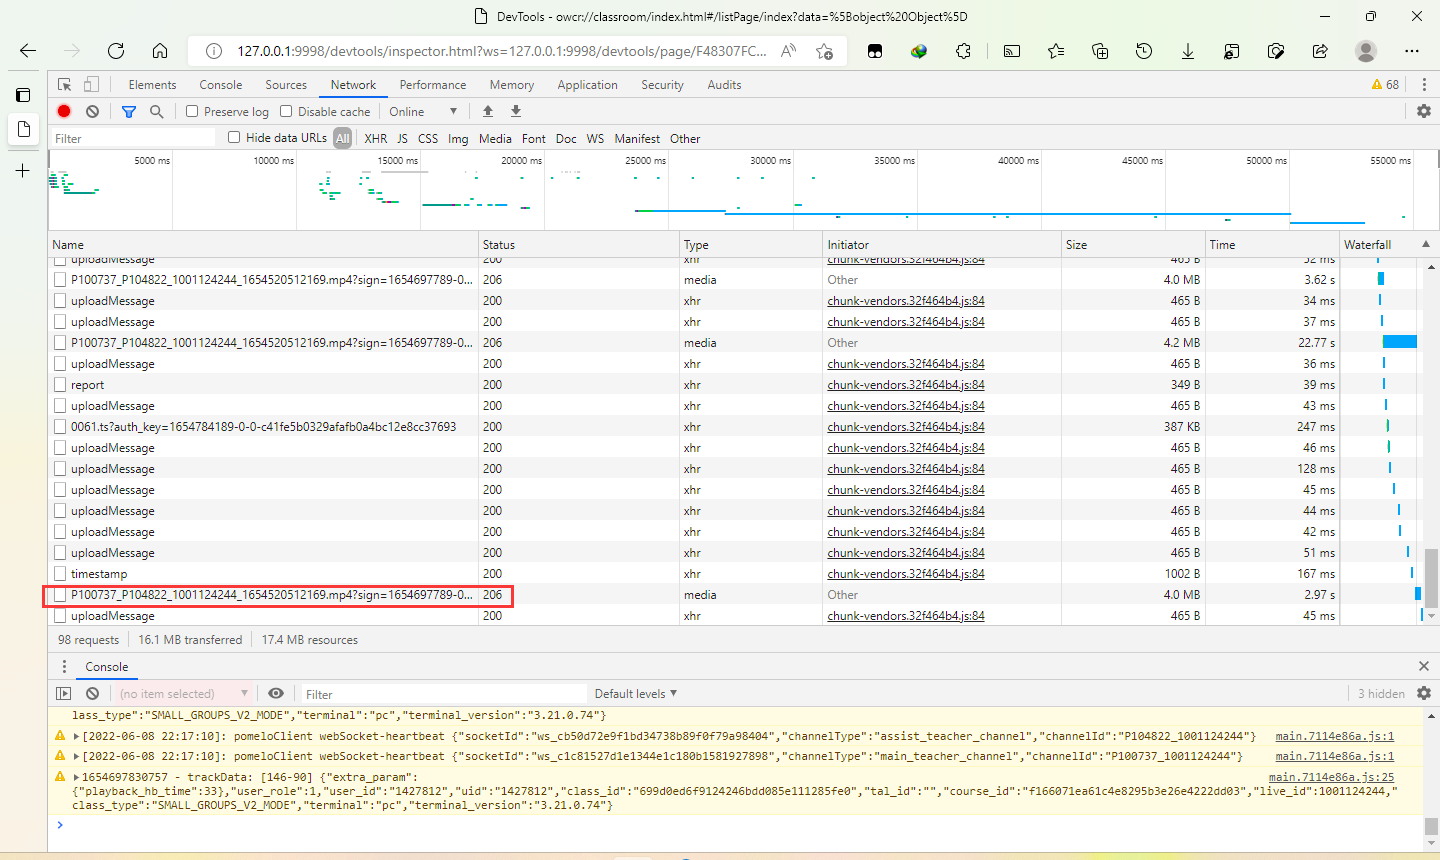 DevTools - owcr://classroom/index.html#/listPage/index?data=%5Bobject%20Object%5D
127.0.0.1:9998/devtools/inspector.html?ws=127.0.0.1:9998/devtools/page/F48307FC...
Elements Console Sources Network Performance Memory Application Security Audits 68
Preserve log Disable cache Online
Filter Hide data URLs All XHR JS CSS Img Media Font Doc WS Manifest Other
5000 ms 10000 ms 15000 ms 20000 ms 25000 ms 30000 ms 35000 ms 40000 ms 45000 ms 50000 ms 55000 ms
Name Status Type Initiator Size Time Waterfall
uploadMessage 200 xhr chunk-vendors.32f464b4.js:84 465 B 52 ms
P100737_P104822_1001124244_1654520512169.mp4?sign=1654697789-0... 206 media Other 4.0 MB 3.62 s
uploadMessage 200 xhr chunk-vendors.32f464b4.js:84 465 B 34 ms
uploadMessage 200 xhr chunk-vendors.32f464b4.js:84 465 B 37 ms
P100737_P104822_1001124244_1654520512169.mp4?sign=1654697789-0... 206 media Other 4.2 MB 22.77 s
uploadMessage 200 xhr chunk-vendors.32f464b4.js:84 465 B 36 ms
report 200 xhr chunk-vendors.32f464b4.js:84 349 B 39 ms
uploadMessage 200 xhr chunk-vendors.32f464b4.js:84 465 B 43 ms
0061.ts?auth_key=1654784189-0-0-c41fe5b0329afafb0a4bc12e8cc37693 200 xhr chunk-vendors.32f464b4.js:84 387 KB 247 ms
uploadMessage 200 xhr chunk-vendors.32f464b4.js:84 465 B 46 ms
uploadMessage 200 xhr chunk-vendors.32f464b4.js:84 465 B 128 ms
uploadMessage 200 xhr chunk-vendors.32f464b4.js:84 465 B 45 ms
uploadMessage 200 xhr chunk-vendors.32f464b4.js:84 465 B 44 ms
uploadMessage 200 xhr chunk-vendors.32f464b4.js:84 465 B 42 ms
uploadMessage 200 xhr chunk-vendors.32f464b4.js:84 465 B 51 ms
timestamp 200 xhr chunk-vendors.32f464b4.js:84 1002 B 167 ms
P100737_P104822_1001124244_1654520512169.mp4?sign=1654697789-0... 206 media Other 4.0 MB 2.97 s
uploadMessage 200 xhr chunk-vendors.32f464b4.js:84 465 B 45 ms
98 requests 16.1 MB transferred 17.4 MB resources
Console
(no item selected) Filter Default levels 3 hidden
lass_type":"SMALL_GROUPS_V2_MODE","terminal":"pc","terminal_version":"3.21.0.74"}
[2022-06-08 22:17:10]: pomeloClient webSocket-heartbeat {"socketId":"ws_cb50d72e9f1bd34738b89f0f79a98404","channelType":"assist_teacher_channel","channelId":"P104822_1001124244"} main.7114e86a.js:1
[2022-06-08 22:17:10]: pomeloClient webSocket-heartbeat {"socketId":"ws_c1c81527d1e1344e1c180b1581927898","channelType":"main_teacher_channel","channelId":"P100737_1001124244"} main.7114e86a.js:1
1654697830757 - trackData: [146-90] {"extra_param": main.7114e86a.js:25
{"playback_hb_time":33},"user_role":1,"user_id":"1427812","uid":"1427812","class_id":"699d0ed6f9124246bdd085e111285fe0","tal_id":"","course_id":"f166071ea61c4e8295b3e26e4222dd03","live_id":1001124244,"
class_type":"SMALL_GROUPS_V2_MODE","terminal":"pc","terminal_version":"3.21.0.74"}